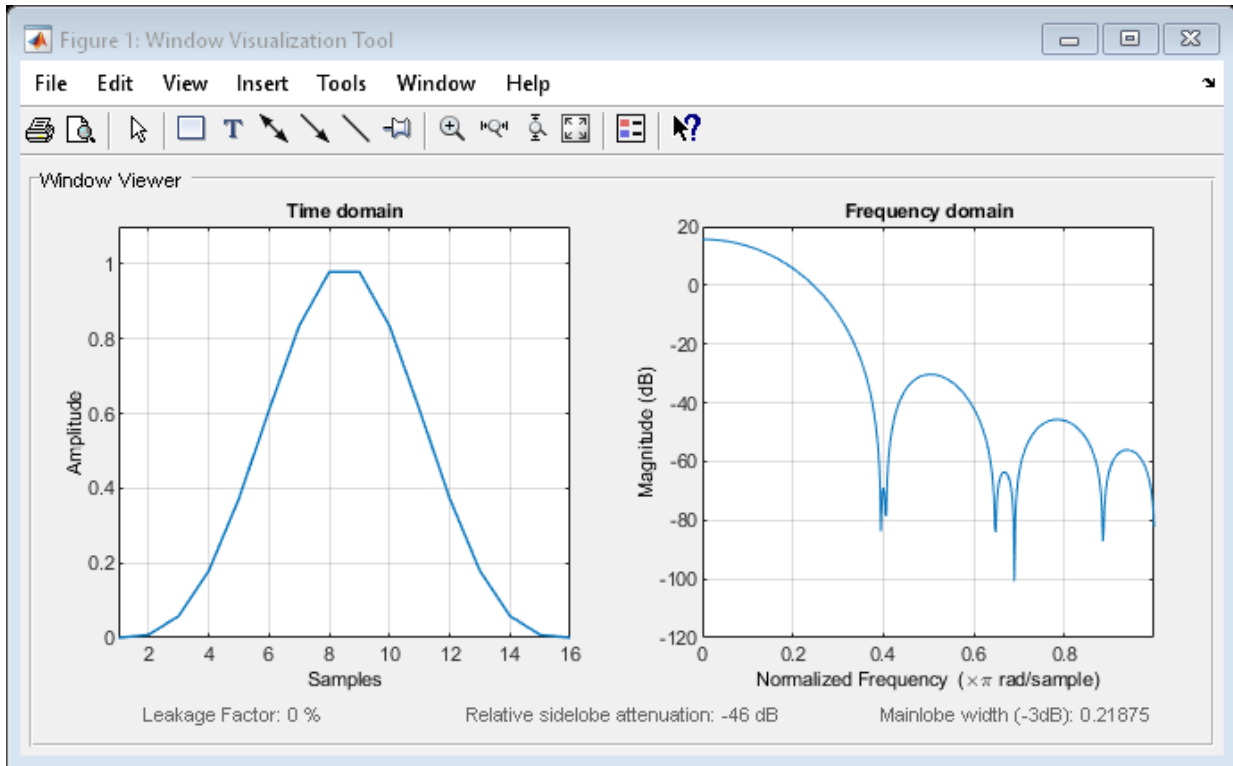 Figure 1: Window Visualization Tool
File Edit View Insert Tools Window Help
T
?
Window Viewer
Time domain
1
0.8
0.6
0.4
0.2
0
Amplitude
2 4 6 8 10 12 14 16
Samples
Frequency domain
20
0
-20
-40
-60
-80
-100
-120
Magnitude (dB)
0 0.2 0.4 0.6 0.8
Normalized Frequency (×π rad/sample)
Leakage Factor: 0 % Relative sidelobe attenuation: -46 dB Mainlobe width (-3dB): 0.21875